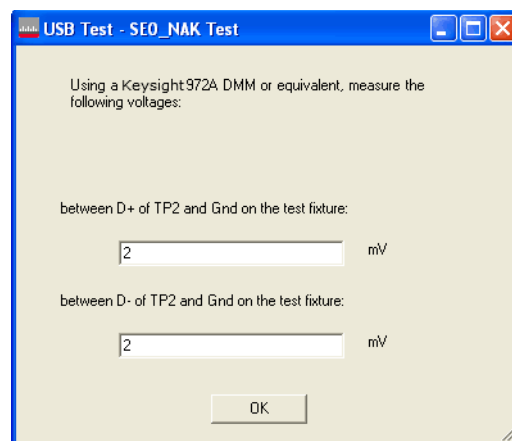 USB Test - SE0_NAK Test
Using a Keysight 972A DMM or equivalent, measure the
following voltages:
between D+ of TP2 and Gnd on the test fixture:
2 mV
between D- of TP2 and Gnd on the test fixture:
2 mV
OK